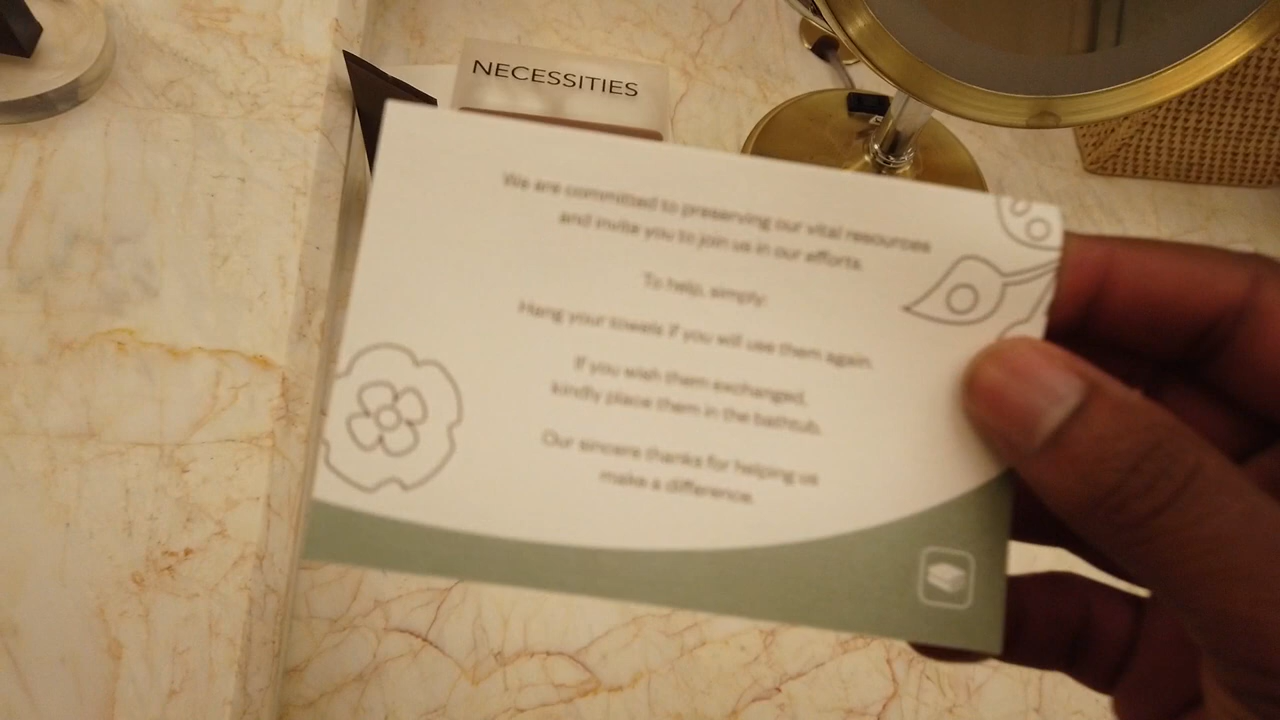 NECESSITIES
We are committed to preserving our vital resources
and invite you to join us in our efforts.
To help, simply:
Hang your towels if you will use them again.
If you wish them exchanged,
kindly place them in the bathtub.
Our sincere thanks for helping us
make a difference.